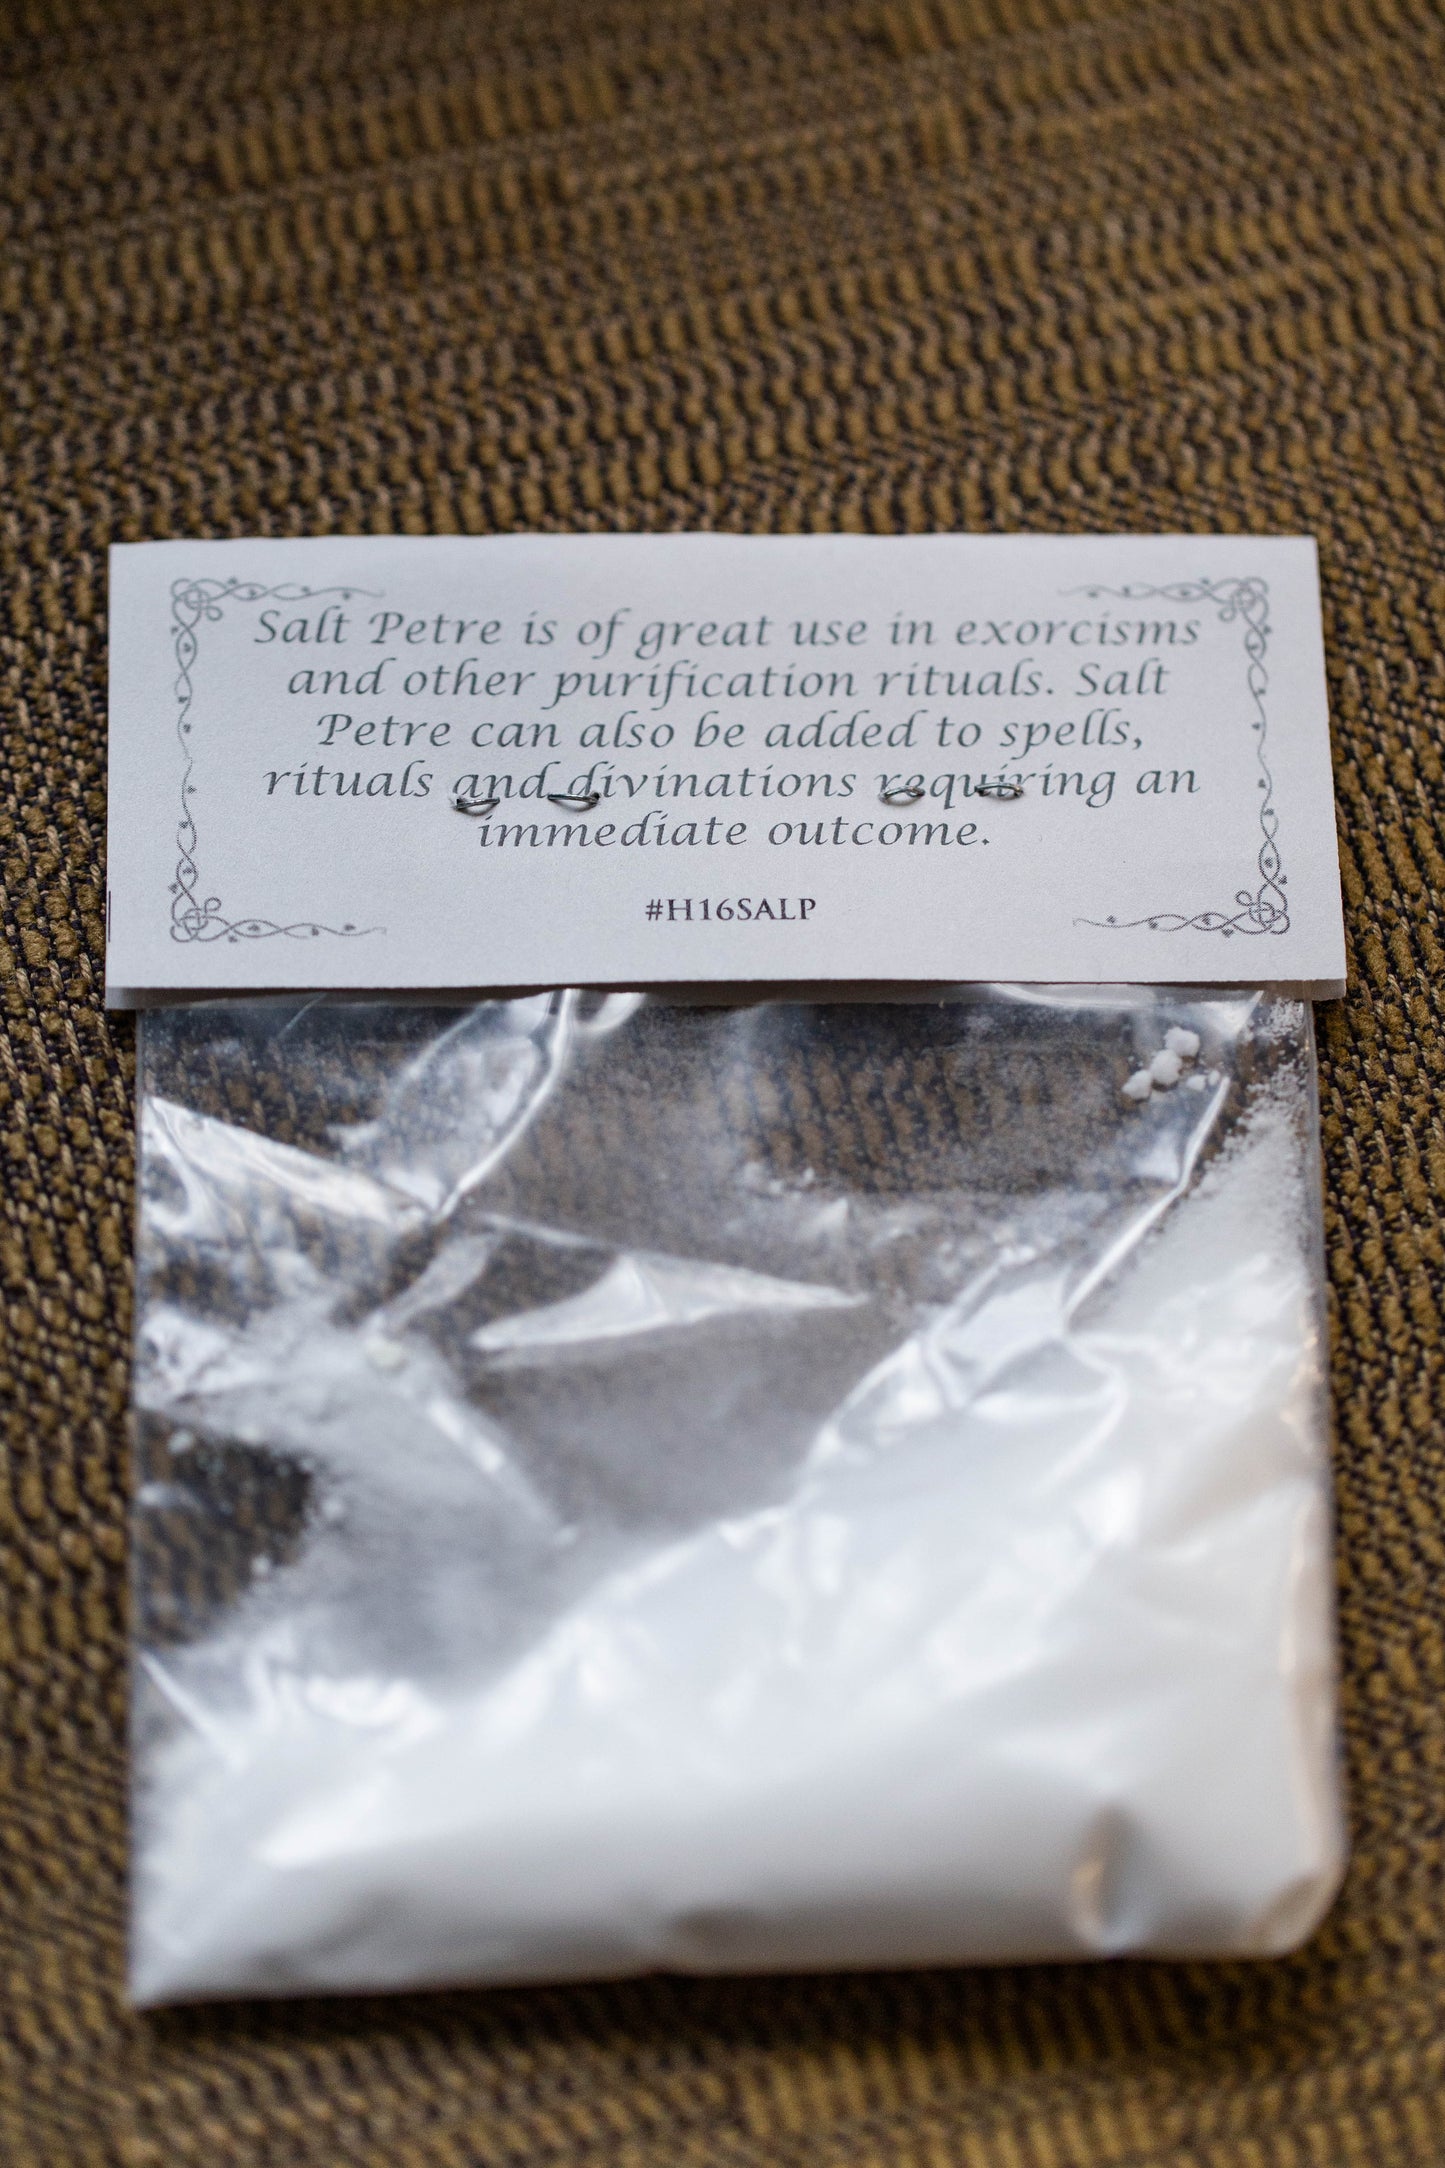 Salt Petre is of great use in exorcisms
and other purification rituals. Salt
Petre can also be added to spells,
rituals and divinations requiring an
immediate outcome.
#H16SALP